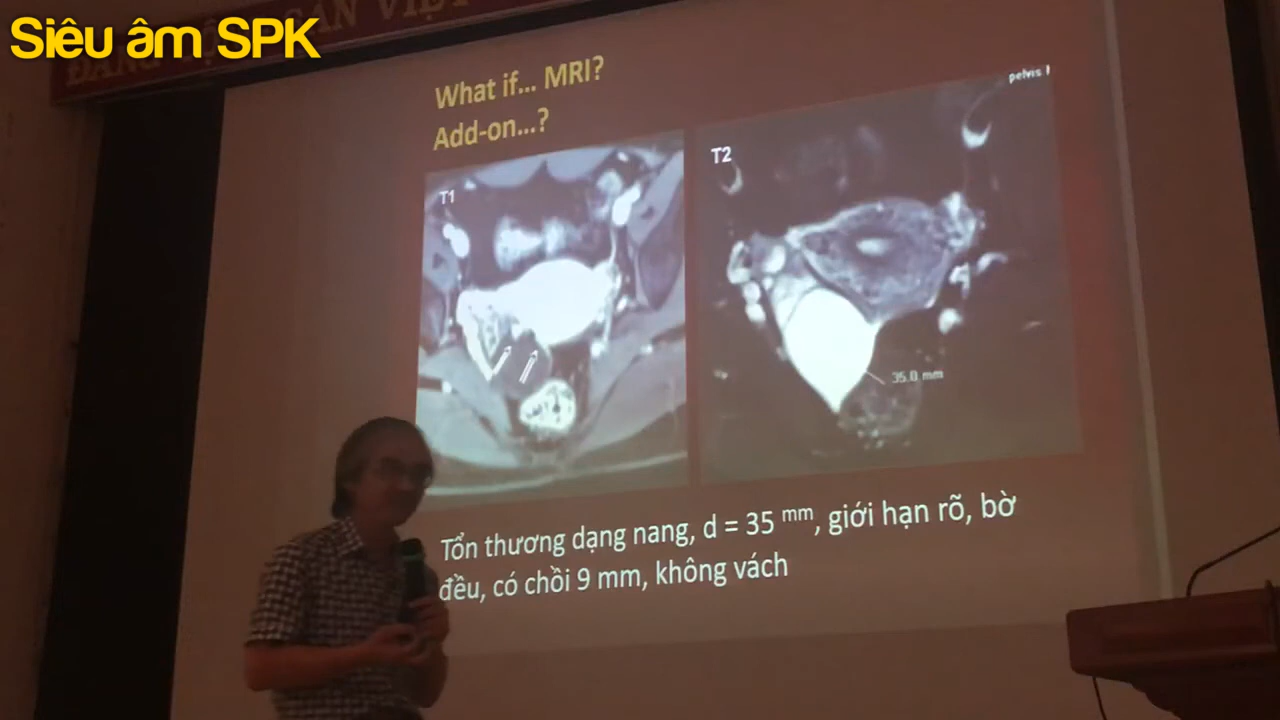 Siêu âm SPK
What if... MRI?
Add-on...?
pelvis 1
T1
T2
35.0 mm
Tổn thương dạng nang, d = 35 mm, giới hạn rõ, bờ
đều, có chồi 9 mm, không vách